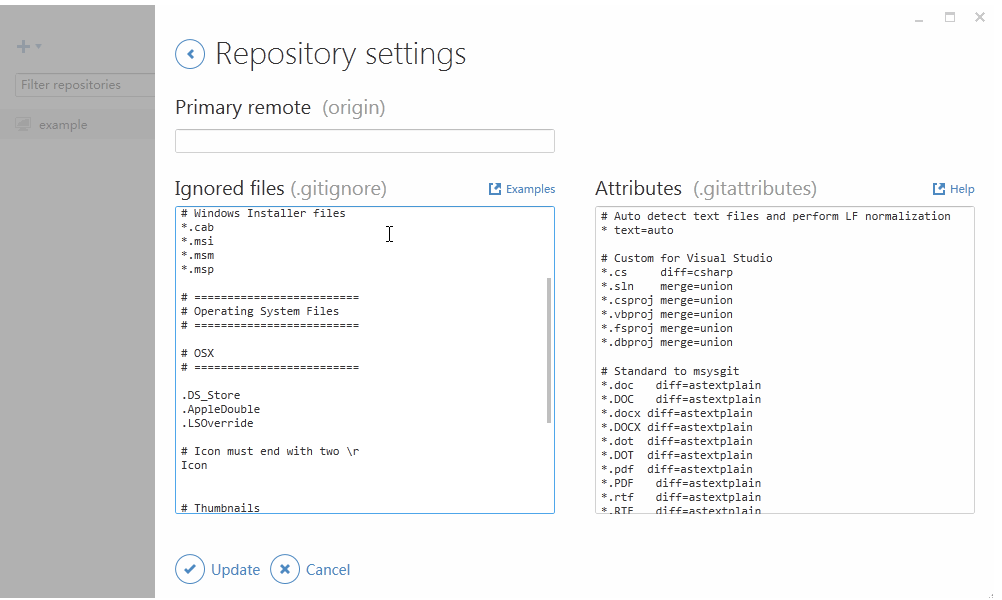 Filter repositories
example
Repository settings
Primary remote (origin)
Ignored files (.gitignore)
Examples
# Windows Installer files
*.cab
*.msi
*.msm
*.msp
# =========================
# Operating System Files
# =========================
# OSX
# =========================
.DS_Store
.AppleDouble
.LSOverride
# Icon must end with two \r
Icon
# Thumbnails
Attributes (.gitattributes)
Help
# Auto detect text files and perform LF normalization
* text=auto
# Custom for Visual Studio
*.cs     diff=csharp
*.sln    merge=union
*.csproj merge=union
*.vbproj merge=union
*.fsproj merge=union
*.dbproj merge=union
# Standard to msysgit
*.doc   diff=astextplain
*.DOC   diff=astextplain
*.docx diff=astextplain
*.DOCX diff=astextplain
*.dot  diff=astextplain
*.DOT  diff=astextplain
*.pdf  diff=astextplain
*.PDF   diff=astextplain
*.rtf   diff=astextplain
*.RTF   diff=astextplain
Update
Cancel